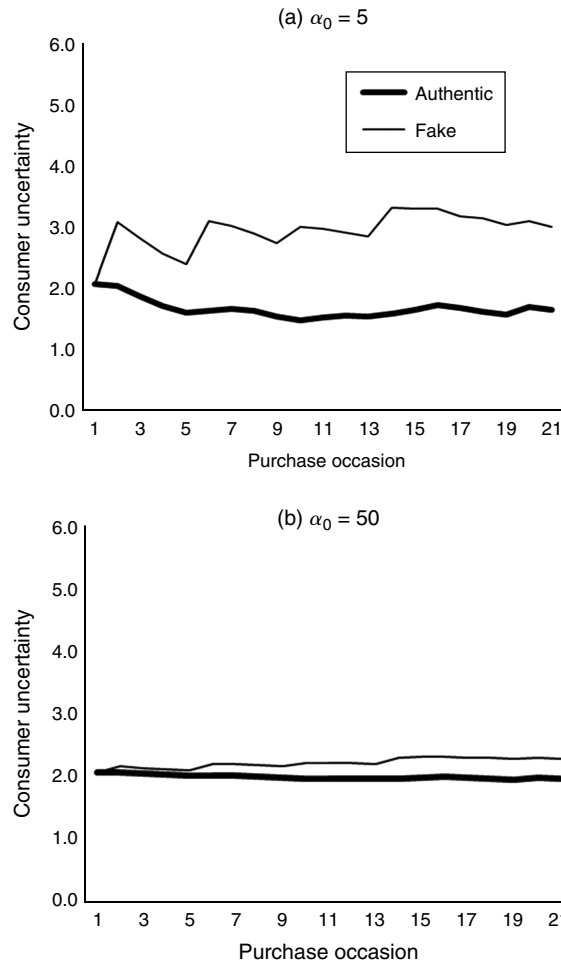 (a) α₀ = 5
6.0
5.0
4.0
3.0
2.0
1.0
0.0
Consumer uncertainty
Authentic
Fake
1 3 5 7 9 11 13 15 17 19 21
Purchase occasion
(b) α₀ = 50
6.0
5.0
4.0
3.0
2.0
1.0
0.0
Consumer uncertainty
1 3 5 7 9 11 13 15 17 19 21
Purchase occasion